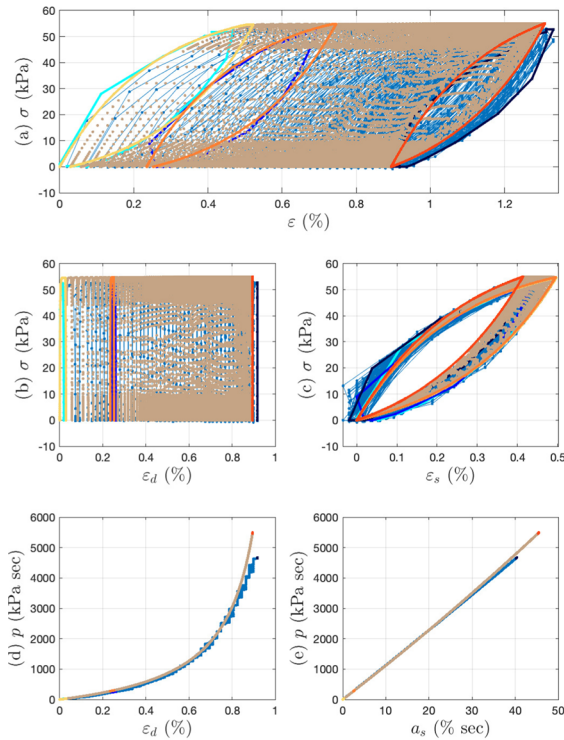 60
50
40
30
20
10
0
-10
(a) σ (kPa)
0 0.2 0.4 0.6 0.8 1 1.2
ε (%)
60
50
40
30
20
10
0
-10
(b) σ (kPa)
0 0.2 0.4 0.6 0.8 1
ε_d (%)
60
50
40
30
20
10
0
-10
(c) σ (kPa)
0 0.1 0.2 0.3 0.4 0.5
ε_s (%)
6000
5000
4000
3000
2000
1000
0
(d) p (kPa sec)
0 0.2 0.4 0.6 0.8 1
ε_d (%)
6000
5000
4000
3000
2000
1000
0
(e) p (kPa sec)
0 10 20 30 40 50
a_s (% sec)